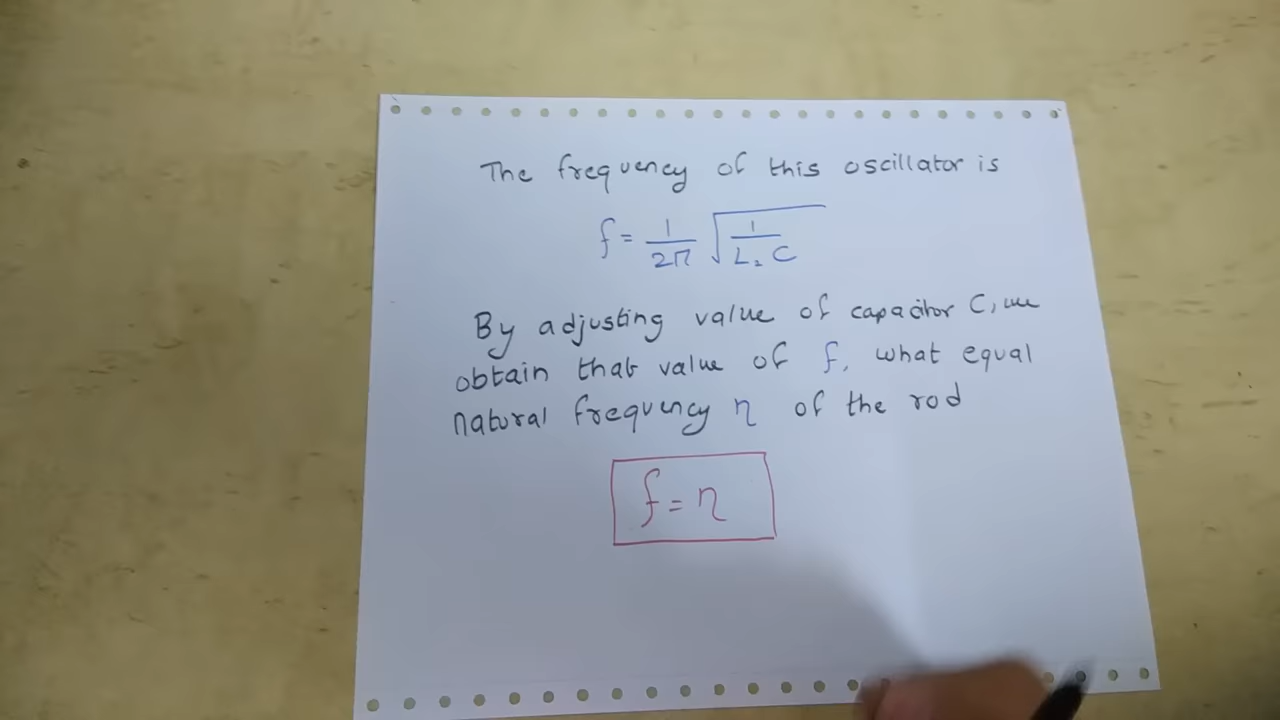 The frequency of this oscillator is
f = 1/2π √1/L₂ C
By adjusting value of capacitor C, we
obtain that value of f, what equal
natural frequency η of the rod
f = η